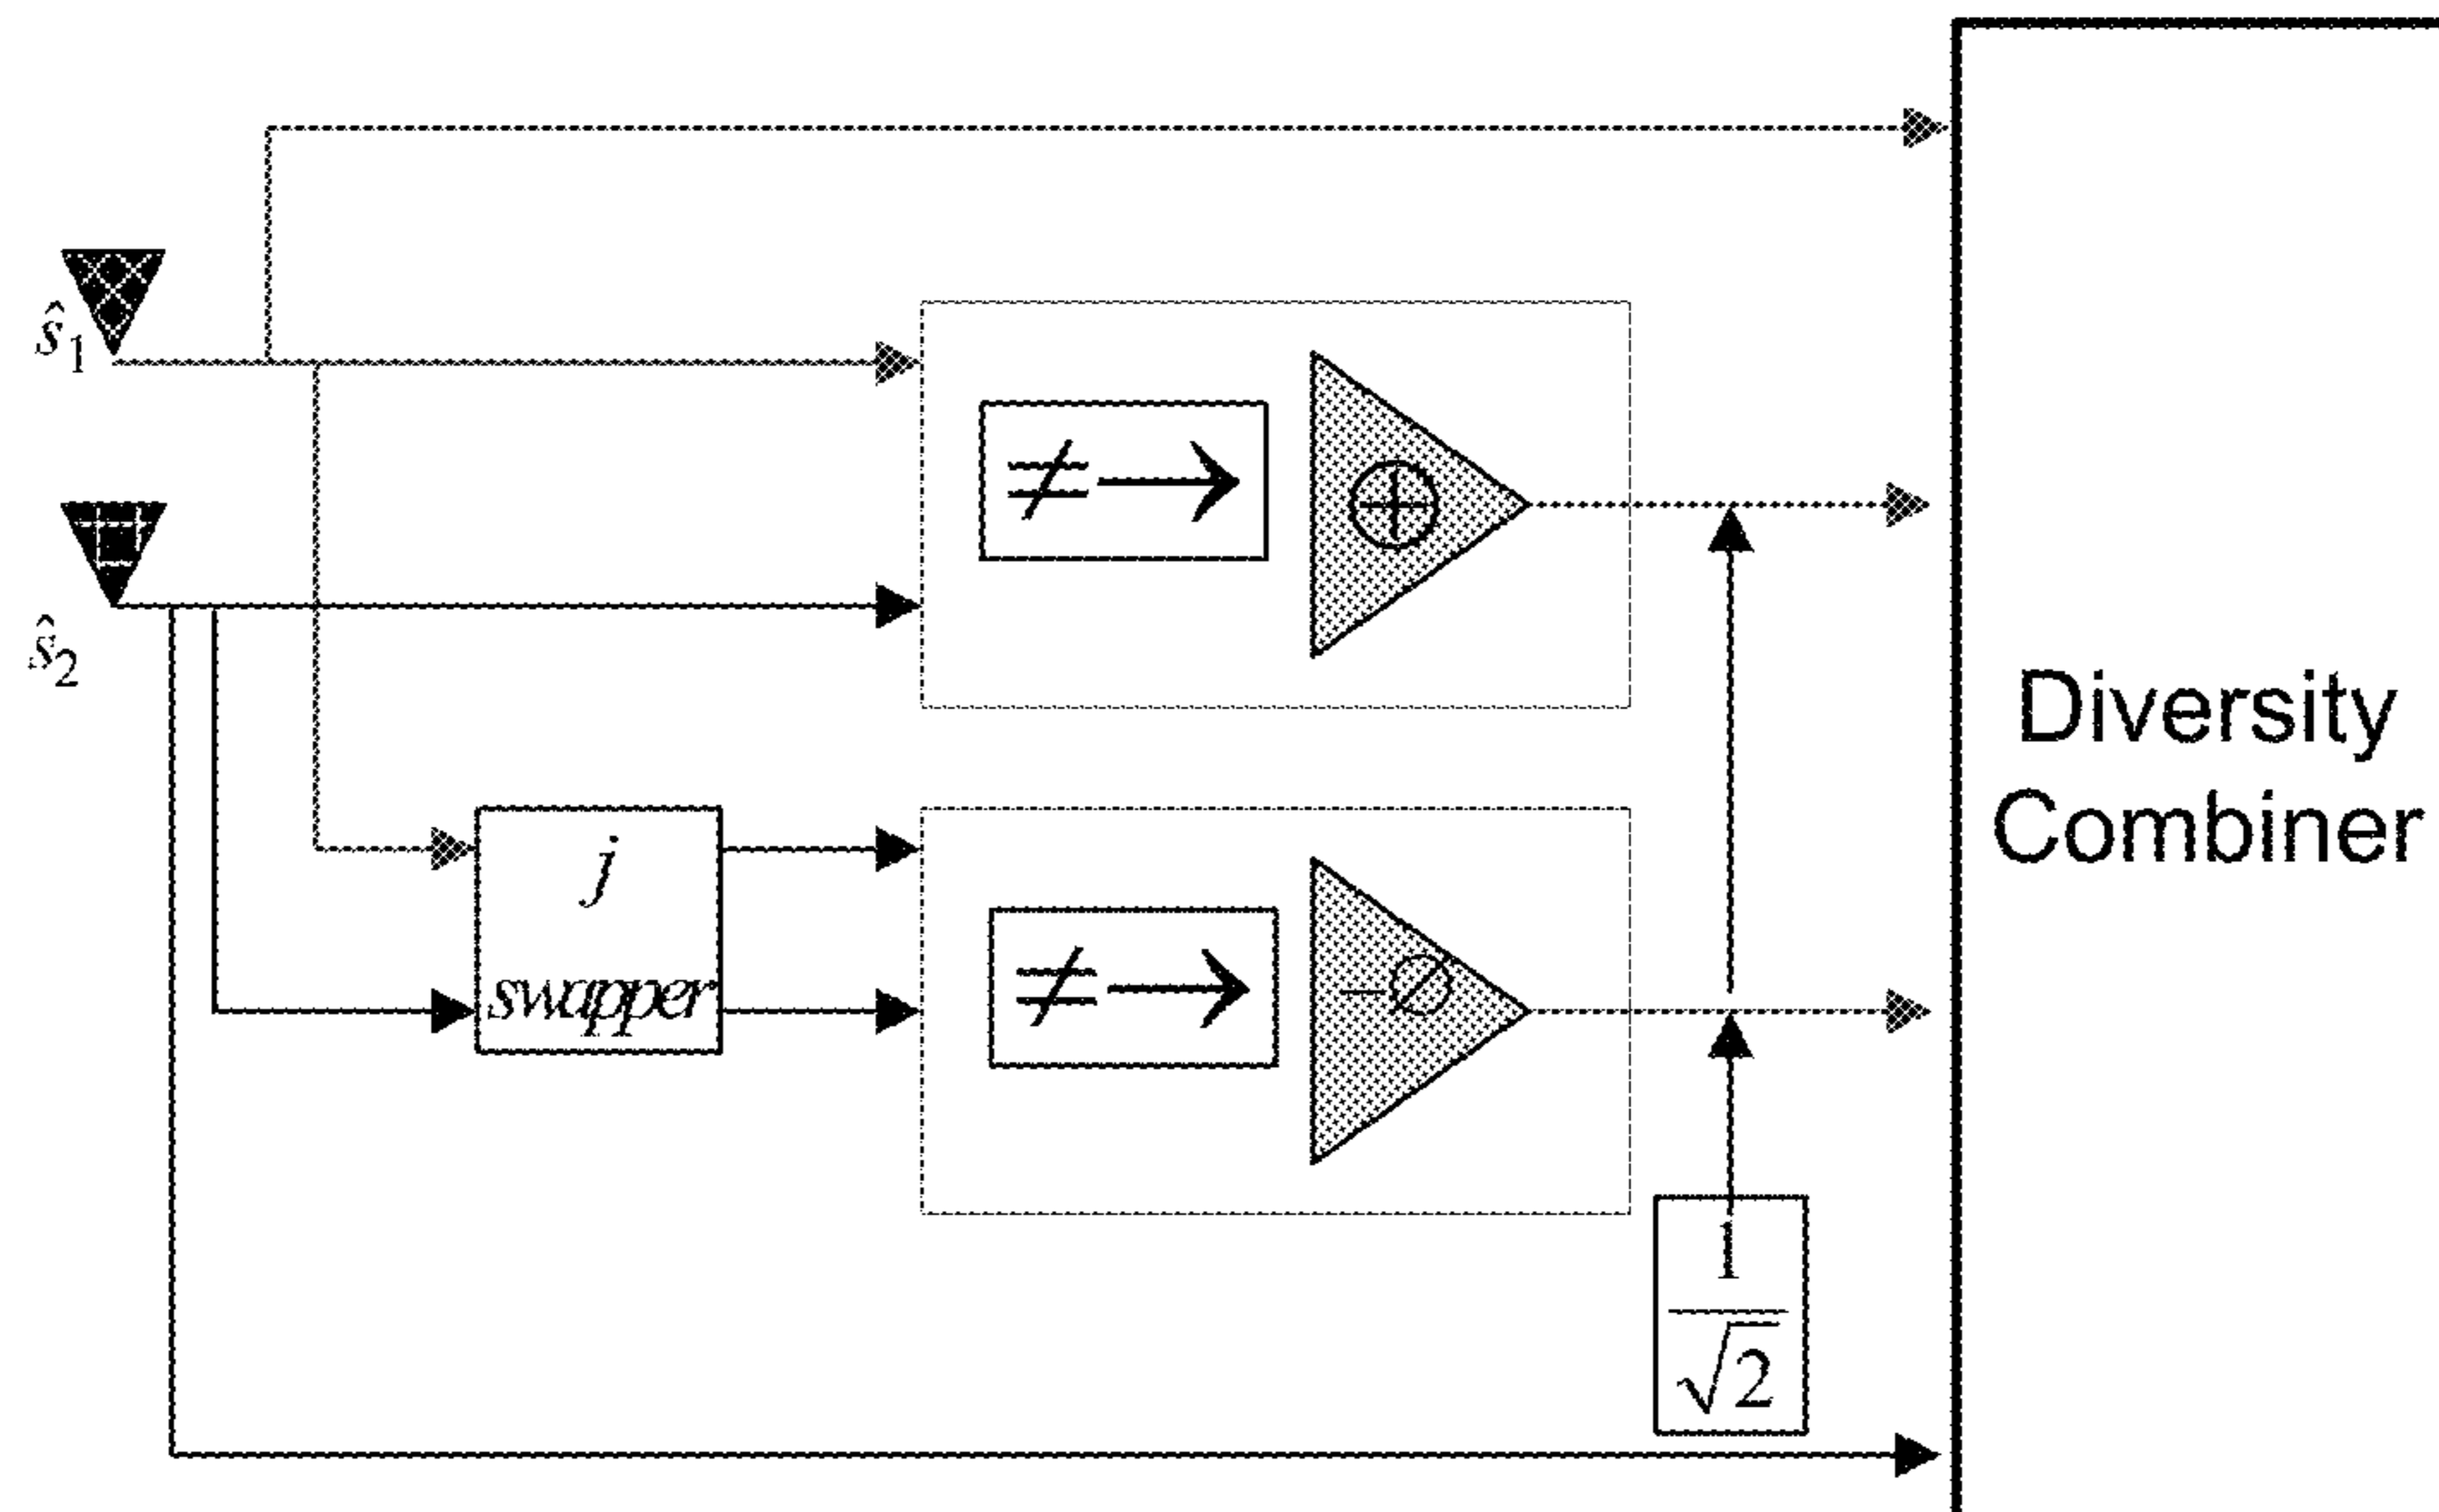 ŝ1
≠→
⊕
ŝ2
Diversity
Combiner
j
swapper
≠→
1
√2